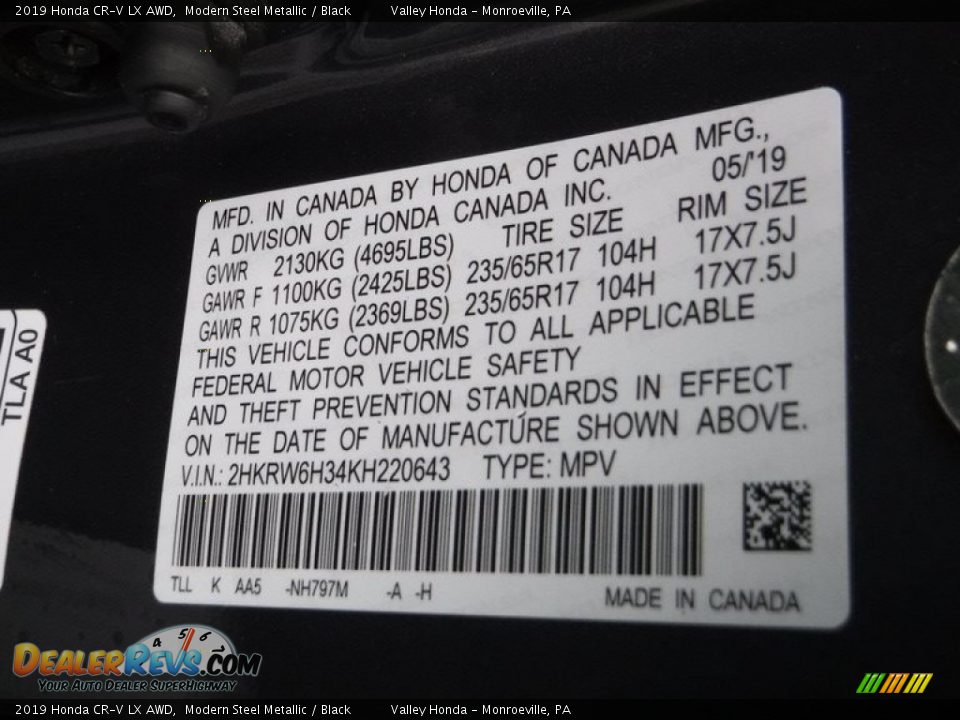 2019 Honda CR-V LX AWD,  Modern Steel Metallic / Black        Valley Honda - Monroeville, PA
MFD. IN CANADA BY HONDA OF CANADA MFG.,
A DIVISION OF HONDA CANADA INC.  05/'19
GVWR  2130KG (4695LBS)  TIRE SIZE  RIM SIZE
GAWR F 1100KG (2425LBS) 235/65R17 104H  17X7.5J
GAWR R 1075KG (2369LBS) 235/65R17 104H  17X7.5J
THIS VEHICLE CONFORMS TO ALL APPLICABLE
FEDERAL MOTOR VEHICLE SAFETY
AND THEFT PREVENTION STANDARDS IN EFFECT
ON THE DATE OF MANUFACTURE SHOWN ABOVE.
V.I.N.: 2HKRW6H34KH220643  TYPE: MPV
TLL  K  AA5  -NH797M  -A  -H
MADE IN CANADA
TLA A0
4 5 6
DealerRevs.com
Your Auto Dealer SuperHighway
2019 Honda CR-V LX AWD,  Modern Steel Metallic / Black        Valley Honda - Monroeville, PA